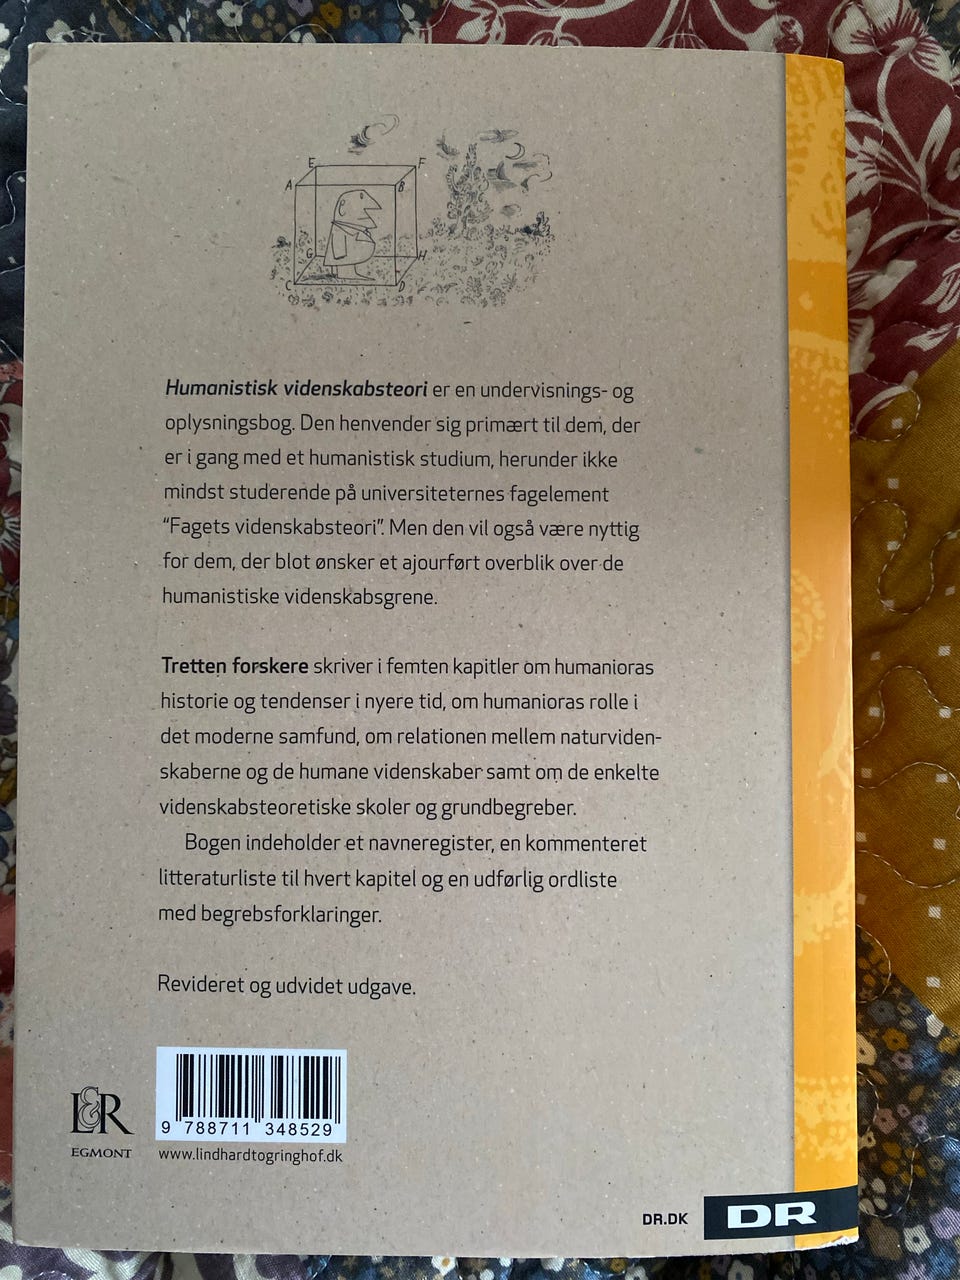 E F
A B
G H
C D
Humanistisk videnskabsteori er en undervisnings- og
oplysningsbog. Den henvender sig primært til dem, der
er i gang med et humanistisk studium, herunder ikke
mindst studerende på universiteternes fagelement
“Fagets videnskabsteori”. Men den vil også være nyttig
for dem, der blot ønsker et ajourført overblik over de
humanistiske videnskabsgrene.
Tretten forskere skriver i femten kapitler om humanioras
historie og tendenser i nyere tid, om humanioras rolle i
det moderne samfund, om relationen mellem naturviden-
skaberne og de humane videnskaber samt om de enkelte
videnskabsteoretiske skoler og grundbegreber.
Bogen indeholder et navneregister, en kommenteret
litteraturliste til hvert kapitel og en udførlig ordliste
med begrebsforklaringer.
Revideret og udvidet udgave.
L&R
EGMONT
9 788711 348529
www.lindhardtogringhof.dk
DR.DK DR